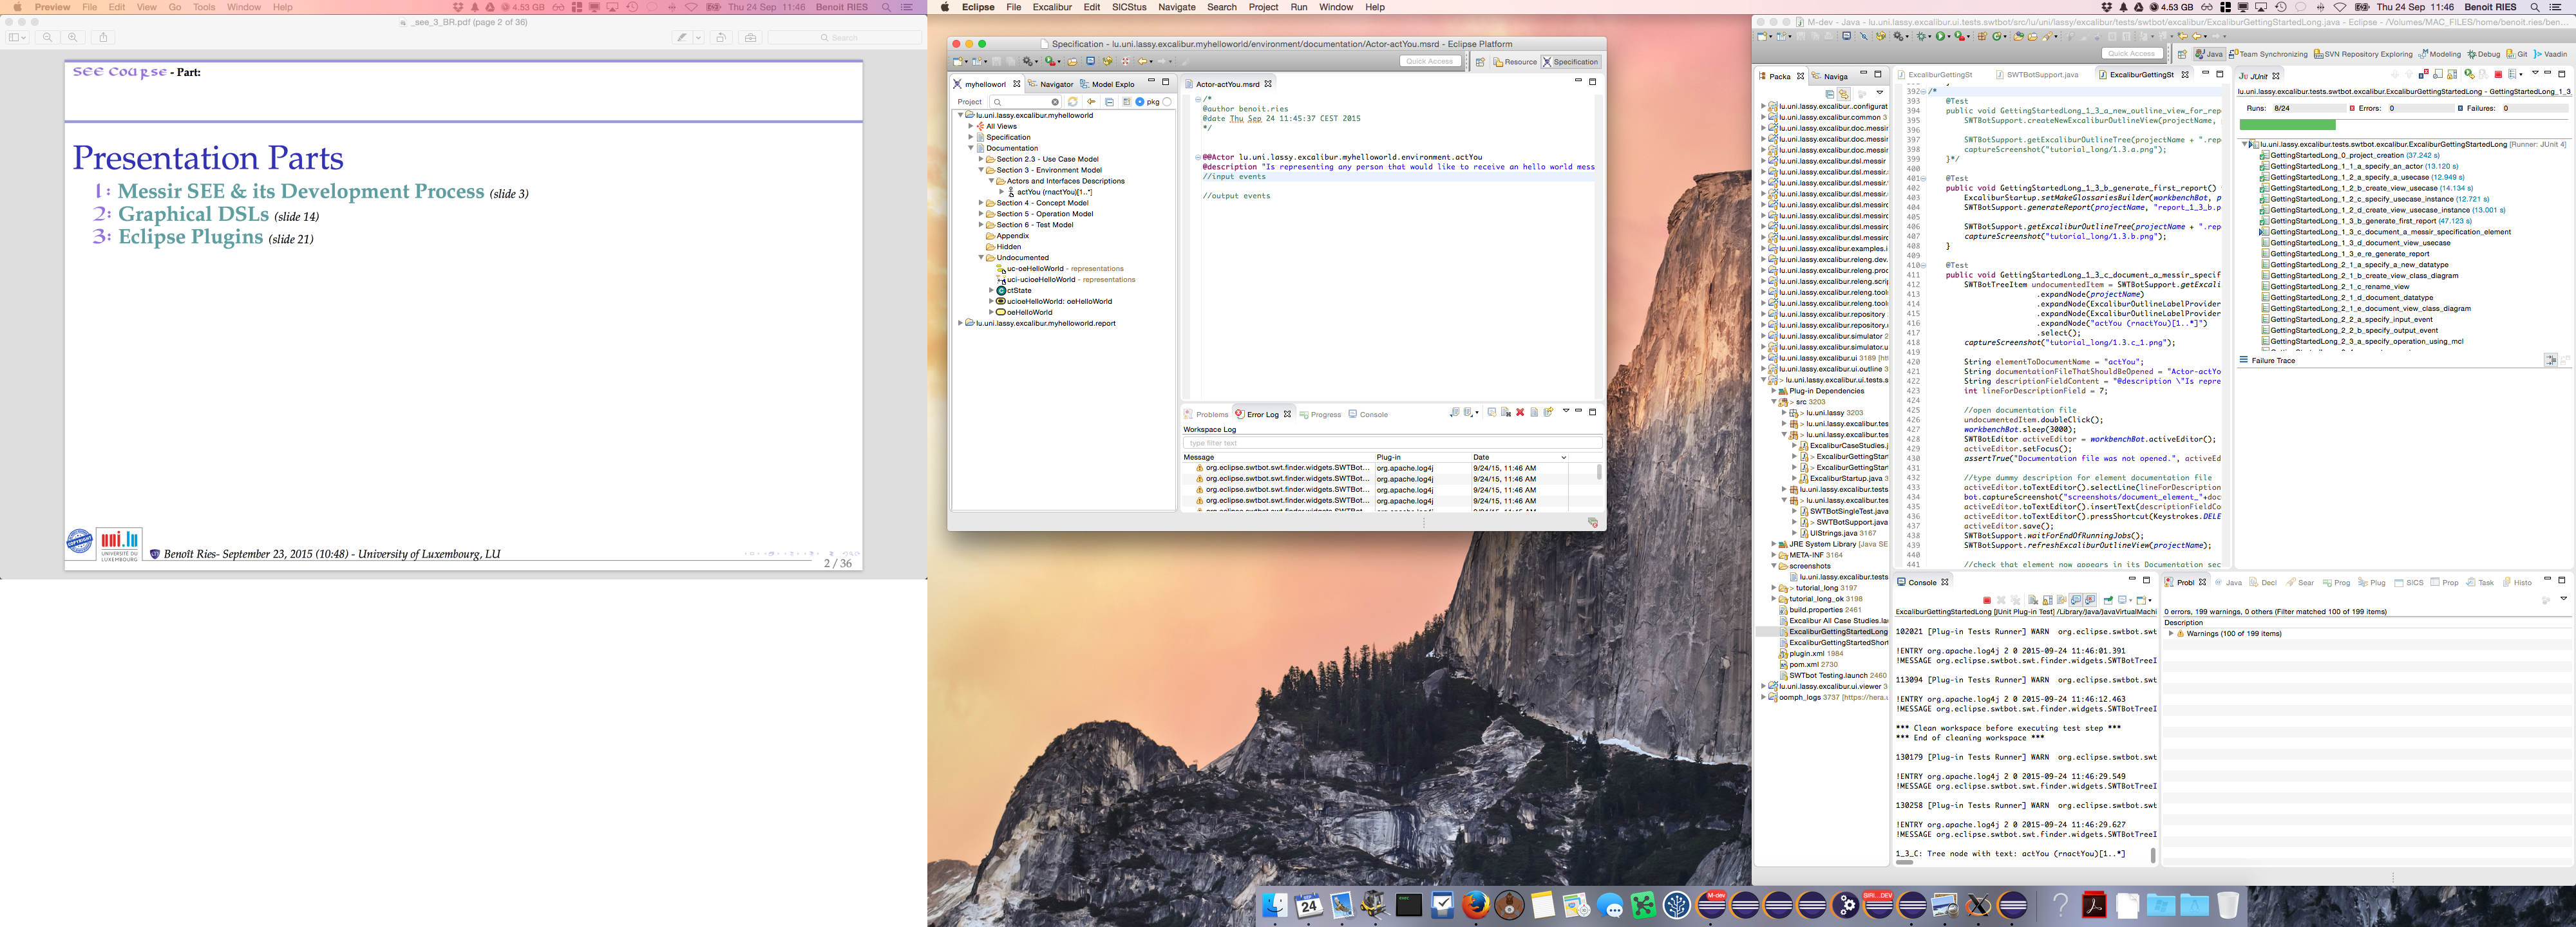 Preview File Edit View Go Tools Window Help
4.53 GB
Thu 24 Sep 11:46 Benoit RIES
_see_3_BR.pdf (page 2 of 36)
Search
SEE Course - Part:
Presentation Parts
1: Messir SEE & its Development Process (slide 3)
2: Graphical DSLs (slide 14)
3: Eclipse Plugins (slide 21)
uni.lu
UNIVERSITÉ DU
LUXEMBOURG
Benoît Ries- September 23, 2015 (10:48) - University of Luxembourg, LU
2 / 36
Eclipse File Excalibur Edit SICStus Navigate Search Project Run Window Help
4.53 GB
Thu 24 Sep 11:46 Benoit RIES
Specification - lu.uni.lassy.excalibur.myhelloworld/environment/documentation/Actor-actYou.msrd - Eclipse Platform
Quick Access
Resource
Specification
myhelloworl
Navigator
Model Explo
Project
pkg
lu.uni.lassy.excalibur.myhelloworld
All Views
Specification
Documentation
Section 2.3 - Use Case Model
Section 3 - Environment Model
Actors and Interfaces Descriptions
actYou (rnactYou)[1..*]
Section 4 - Concept Model
Section 5 - Operation Model
Section 6 - Test Model
Appendix
Hidden
Undocumented
uc-oeHelloWorld - representations
uci-ucioeHelloWorld - representations
ctState
ucioeHelloWorld: oeHelloWorld
oeHelloWorld
lu.uni.lassy.excalibur.myhelloworld.report
Actor-actYou.msrd
/*
@author benoit.ries
@date Thu Sep 24 11:45:37 CEST 2015
*/
@@Actor lu.uni.lassy.excalibur.myhelloworld.environment.actYou
@description "Is representing any person that would like to receive an hello world mess
//input events
//output events
Problems
Error Log
Progress
Console
Workspace Log
type filter text
Message Plug-in Date
org.eclipse.swtbot.swt.finder.widgets.SWTBot... org.apache.log4j 9/24/15, 11:46 AM
org.eclipse.swtbot.swt.finder.widgets.SWTBot... org.apache.log4j 9/24/15, 11:46 AM
org.eclipse.swtbot.swt.finder.widgets.SWTBot... org.apache.log4j 9/24/15, 11:46 AM
org.eclipse.swtbot.swt.finder.widgets.SWTBot... org.apache.log4j 9/24/15, 11:46 AM
M-dev - Java - lu.uni.lassy.excalibur.ui.tests.swtbot/src/lu/uni/lassy/excalibur/tests/swtbot/excalibur/ExcaliburGettingStartedLong.java - Eclipse - /Volumes/MAC_FILES/home/benoit.ries/ben...
Quick Access
Java
Team Synchronizing
SVN Repository Exploring
Modeling
Debug
Git
Vaadin
Packa
Naviga
lu.uni.lassy.excalibur..configurat
lu.uni.lassy.excalibur.common 3
lu.uni.lassy.excalibur.doc.messir
lu.uni.lassy.excalibur.doc.messir
lu.uni.lassy.excalibur.doc.messir
lu.uni.lassy.excalibur.dsl.messir
lu.uni.lassy.excalibur.dsl.messir.
lu.uni.lassy.excalibur.dsl.messir.
lu.uni.lassy.excalibur.dsl.messirc
lu.uni.lassy.excalibur.dsl.messirc
lu.uni.lassy.excalibur.examples.i
lu.uni.lassy.excalibur.releng.dev.
lu.uni.lassy.excalibur.releng.proc
lu.uni.lassy.excalibur.releng.scrip
lu.uni.lassy.excalibur.releng.tool
lu.uni.lassy.excalibur.releng.tool
lu.uni.lassy.excalibur.repository
lu.uni.lassy.excalibur.repository.
lu.uni.lassy.excalibur.simulator 2
lu.uni.lassy.excalibur.simulator.u
lu.uni.lassy.excalibur.ui 3189 [htt
lu.uni.lassy.excalibur.ui.outline 3
> lu.uni.lassy.excalibur.ui.tests.s
Plug-in Dependencies
> src 3203
> lu.uni.lassy 3203
> lu.uni.lassy.excalibur.tes
> lu.uni.lassy.excalibur.tes
ExcaliburCaseStudies.j
> ExcaliburGettingStar
> ExcaliburGettingStar
ExcaliburStartup.java 3
lu.uni.lassy.excalibur.tests
> lu.uni.lassy.excalibur.tes
SWTBotSingleTest.java
> SWTBotSupport.java
UIStrings.java 3167
JRE System Library [Java SE
META-INF 3164
screenshots
lu.uni.lassy.excalibur.tests
> tutorial_long 3197
tutorial_long_ok 3198
build.properties 2461
Excalibur All Case Studies.la
ExcaliburGettingStartedLong
ExcaliburGettingStartedShort
plugin.xml 1984
pom.xml 2730
SWTbot Testing.launch 2460
lu.uni.lassy.excalibur.ui.viewer 3
oomph_logs 3737 [https://hera.
ExcaliburGettingSt
SWTBotSupport.java
ExcaliburGettingSt
392 /*
393 @Test
394 public void GettingStartedLong_1_3_a_new_outline_view_for_rep
395 SWTBotSupport.createNewExcaliburOutlineView(projectName,
396
397 SWTBotSupport.getExcaliburOutlineTree(projectName + ".rep
398 captureScreenshot("tutorial_long/1.3.a.png");
399 }*/
400
401 @Test
402 public void GettingStartedLong_1_3_b_generate_first_report()
403 ExcaliburStartup.setMakeGlossariesBuilder(workbenchBot, p
404 SWTBotSupport.generateReport(projectName, "report_1_3_b.p
405
406 SWTBotSupport.getExcaliburOutlineTree(projectName + ".rep
407 captureScreenshot("tutorial_long/1.3.b.png");
408 }
409
410 @Test
411 public void GettingStartedLong_1_3_c_document_a_messir_specif
412 SWTBotTreeItem undocumentedItem = SWTBotSupport.getExcali
413 .expandNode(projectName)
414 .expandNode(ExcaliburOutlineLabelProvider
415 .expandNode(ExcaliburOutlineLabelProvider
416 .expandNode("actYou (rnactYou)[1..*]")
417 .select();
418 captureScreenshot("tutorial_long/1.3.c_1.png");
419
420 String elementToDocumentName = "actYou";
421 String documentationFileThatShouldBeOpened = "Actor-actYo
422 String descriptionFieldContent = "@description \"Is repre
423 int lineForDescriptionField = 7;
424
425 //open documentation file
426 undocumentedItem.doubleClick();
427 workbenchBot.sleep(3000);
428 SWTBotEditor activeEditor = workbenchBot.activeEditor();
429 activeEditor.setFocus();
430 assertTrue("Documentation file was not opened.", activeEd
431
432 //type dummy description for element documentation
433 activeEditor.toTextEditor().selectLine(lineForDescription
434 bot.captureScreenshot("screenshots/document_element_"+doc
435 activeEditor.toTextEditor().insertText(descriptionFieldCo
436 activeEditor.toTextEditor().pressShortcut(Keystrokes.DELE
437 activeEditor.save();
438 SWTBotSupport.waitForEndOfRunningJobs();
439 SWTBotSupport.refreshExcaliburOutlineView(projectName);
440
441 //check that element now appears in its Documentation sec
JUnit
lu.uni.lassy.excalibur.tests.swtbot.excalibur.ExcaliburGettingStartedLong - GettingStartedLong_1_3
Runs: 8/24 Errors: 0 Failures: 0
lu.uni.lassy.excalibur.tests.swtbot.excalibur.ExcaliburGettingStartedLong [Runner: JUnit 4]
GettingStartedLong_0_project_creation (37.242 s)
GettingStartedLong_1_1_a_specify_an_actor (13.120 s)
GettingStartedLong_1_2_a_specify_a_usecase (12.949 s)
GettingStartedLong_1_2_b_create_view_usecase (14.134 s)
GettingStartedLong_1_2_c_specify_usecase_instance (12.721 s)
GettingStartedLong_1_2_d_create_view_usecase_instance (13.001 s)
GettingStartedLong_1_3_b_generate_first_report (47.123 s)
GettingStartedLong_1_3_c_document_a_messir_specification_element
GettingStartedLong_1_3_d_document_view_usecase
GettingStartedLong_1_3_e_re_generate_report
GettingStartedLong_2_1_a_specify_a_new_datatype
GettingStartedLong_2_1_b_create_view_class_diagram
GettingStartedLong_2_1_c_rename_view
GettingStartedLong_2_1_d_document_datatype
GettingStartedLong_2_1_e_document_view_class_diagram
GettingStartedLong_2_2_a_specify_input_event
GettingStartedLong_2_2_b_specify_output_event
GettingStartedLong_2_3_a_specify_operation_using_mcl
Failure Trace
Console
ExcaliburGettingStartedLong [JUnit Plug-in Test] /Library/Java/JavaVirtualMachi
102021 [Plug-in Tests Runner] WARN org.eclipse.swtbot.swt
!ENTRY org.apache.log4j 2 0 2015-09-24 11:46:01.391
!MESSAGE org.eclipse.swtbot.swt.finder.widgets.SWTBotTreeI
113094 [Plug-in Tests Runner] WARN org.eclipse.swtbot.swt
!ENTRY org.apache.log4j 2 0 2015-09-24 11:46:12.463
!MESSAGE org.eclipse.swtbot.swt.finder.widgets.SWTBotTreeI
*** Clean workspace before executing test step ***
*** End of cleaning workspace ***
130179 [Plug-in Tests Runner] WARN org.eclipse.swtbot.swt
!ENTRY org.apache.log4j 2 0 2015-09-24 11:46:29.549
!MESSAGE org.eclipse.swtbot.swt.finder.widgets.SWTBotTreeI
130258 [Plug-in Tests Runner] WARN org.eclipse.swtbot.swt
!ENTRY org.apache.log4j 2 0 2015-09-24 11:46:29.627
!MESSAGE org.eclipse.swtbot.swt.finder.widgets.SWTBotTreeI
1_3_C: Tree node with text: actYou (rnactYou)[1..*]
Probl Java Decl Sear Prog Plug SICS Prop Task Histo
0 errors, 199 warnings, 0 others (Filter matched 100 of 199 items)
Description
Warnings (100 of 199 items)
24
M-dev